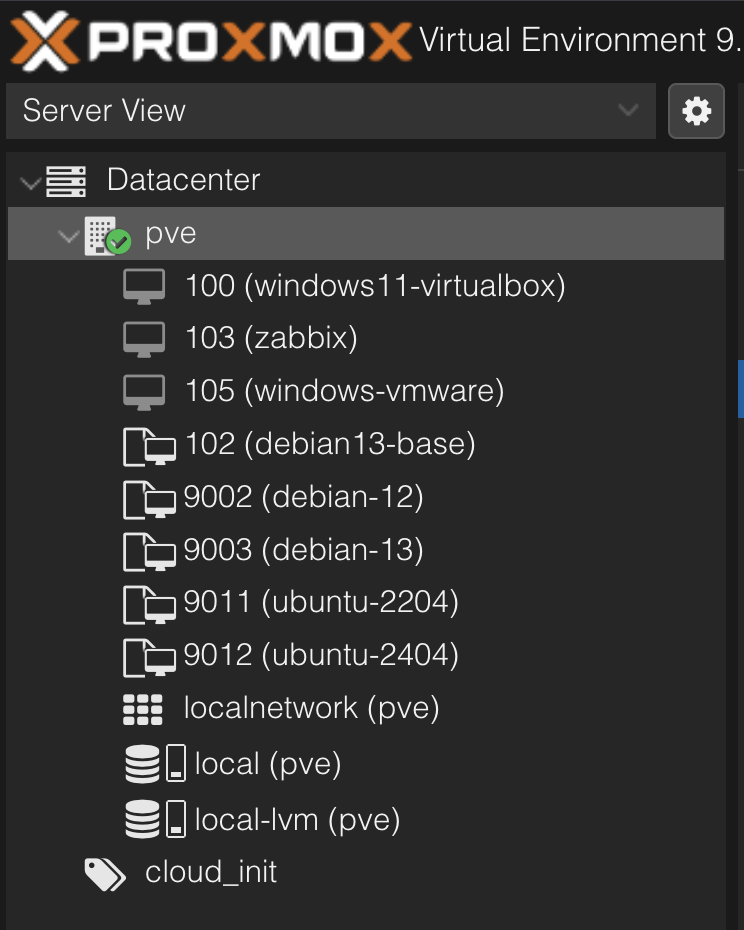 PROXMOX Virtual Environment 9.
Server View
Datacenter
pve
100 (windows11-virtualbox)
103 (zabbix)
105 (windows-vmware)
102 (debian13-base)
9002 (debian-12)
9003 (debian-13)
9011 (ubuntu-2204)
9012 (ubuntu-2404)
localnetwork (pve)
local (pve)
local-lvm (pve)
cloud_init